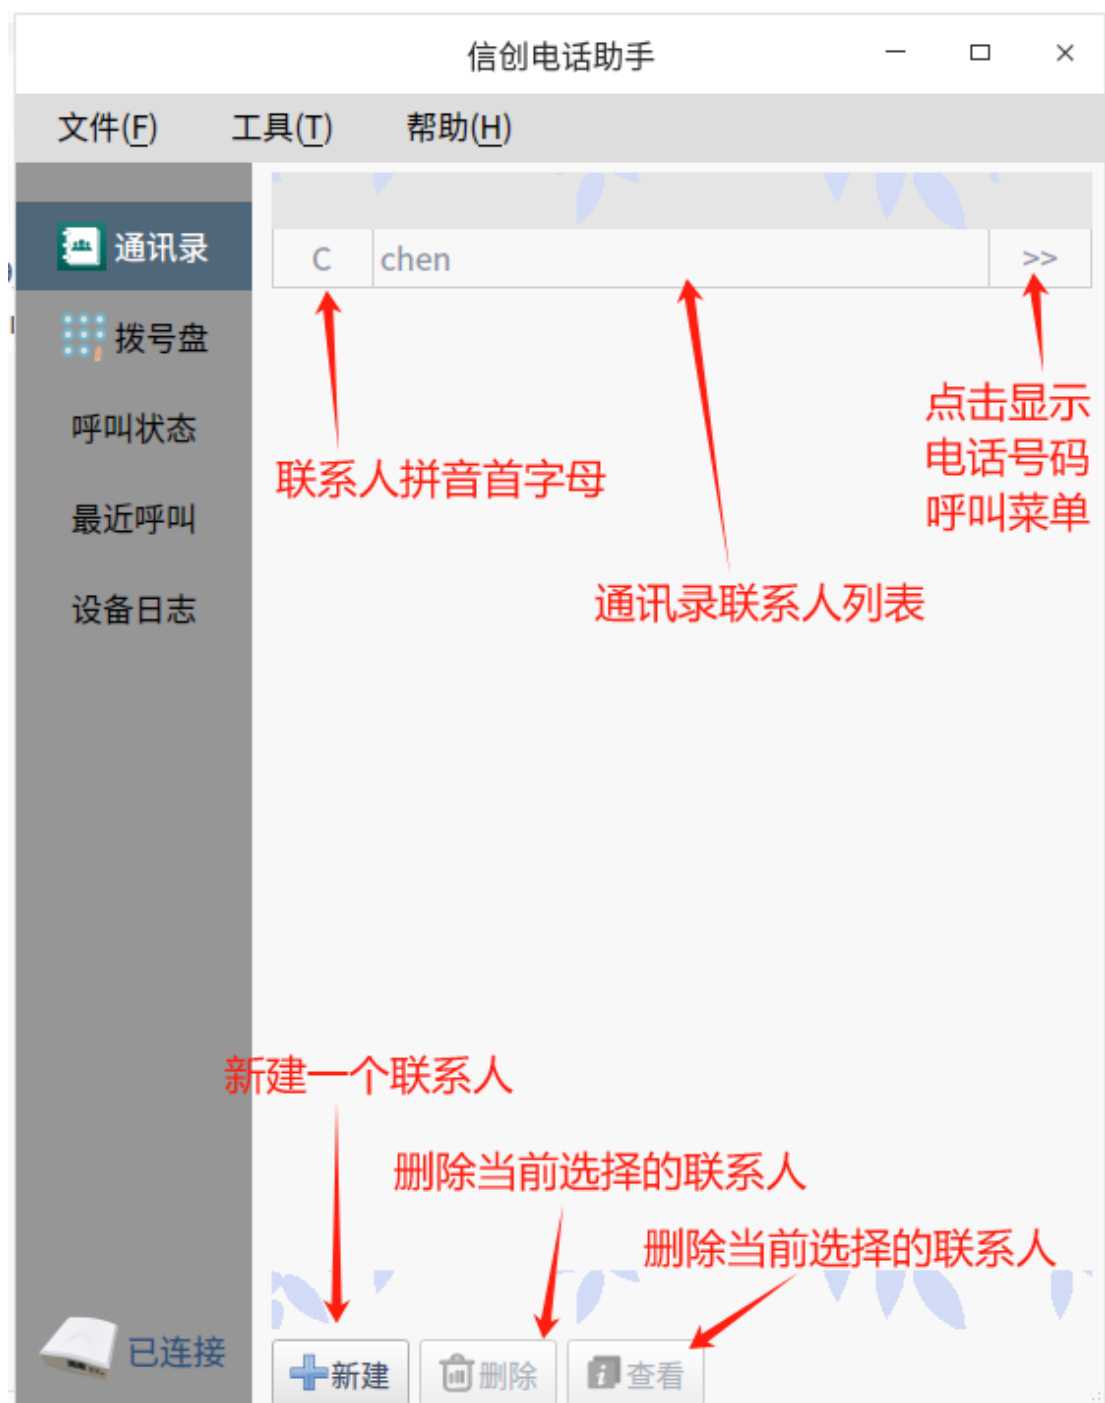 信创电话助手
文件(F) 工具(T) 帮助(H)
通讯录
C chen >>
拨号盘
点击显示
电话号码
呼叫菜单
呼叫状态
联系人拼音首字母
最近呼叫
通讯录联系人列表
设备日志
新建一个联系人
删除当前选择的联系人
删除当前选择的联系人
已连接
新建 删除 查看